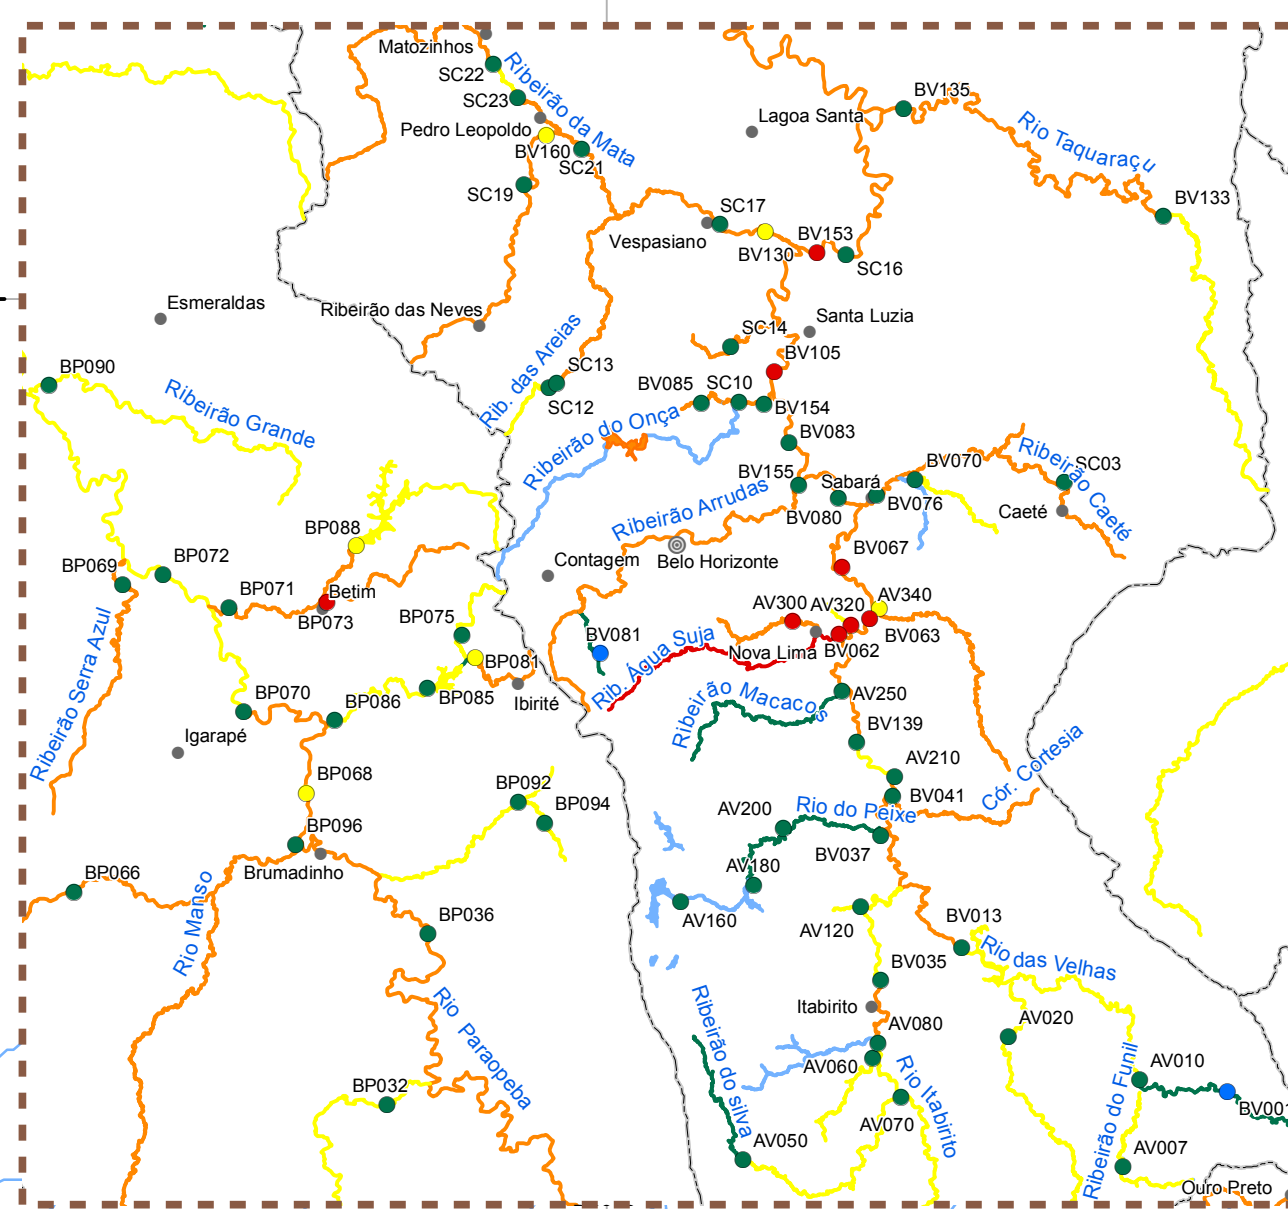 Matozinhos
SC22
Ribeirão da Mata
SC23
Pedro Leopoldo
BV160
SC21
SC19
Lagoa Santa
BV135
Rio Taquaraçu
BV133
SC17
Vespasiano
BV130
BV153
SC16
Esmeraldas
Ribeirão das Neves
Santa Luzia
SC14
BV105
Rib. das Areias
SC13
SC12
BV085
SC10
BV154
BP090
Ribeirão Grande
Ribeirão do Onça
BV083
BV155
Sabará
BV070
Ribeirão Caeté
SC03
BV080
BV076
Caeté
Ribeirão Arrudas
BP088
Contagem
Belo Horizonte
BV067
BP069
BP072
BP071
Betim
BP073
BP075
BV081
AV300
AV320
AV340
BV063
BV062
Nova Lima
Rib. Água Suja
BP081
Ibirité
BP085
BP086
BP070
Igarapé
Ribeirão Serra Azul
Ribeirão Macacos
AV250
BV139
AV210
BV041
Cór. Cortesia
BP068
BP092
BP094
BP096
Brumadinho
AV200
Rio do Peixe
BV037
BP066
AV180
AV160
AV120
Rio Manso
BP036
BV013
Rio das Velhas
BV035
Itabirito
Ribeirão do silva
Rio Paraopeba
AV080
AV060
AV020
Rio Itabirito
AV070
Ribeirão do Funil
AV010
BV001
BP032
AV050
AV007
Ouro Preto